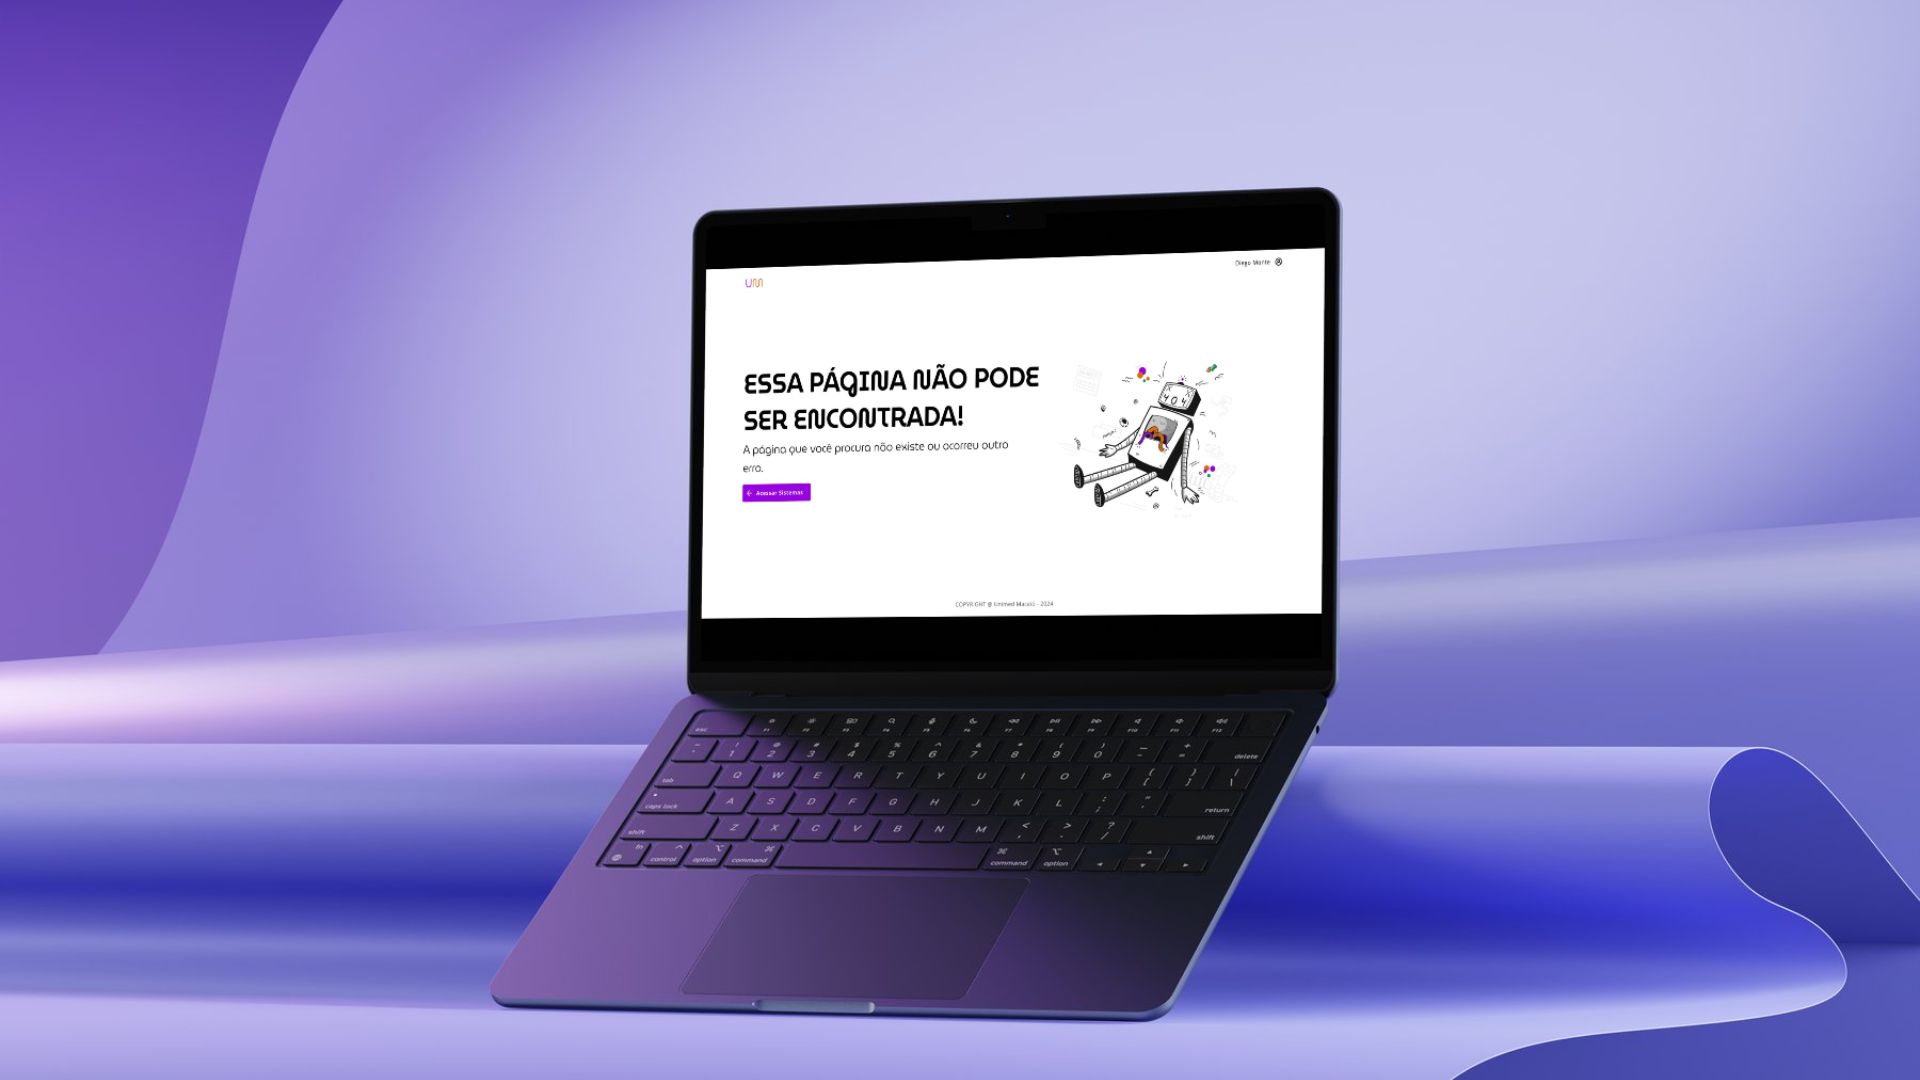 UM
Diego Monte
ESSA PÁGINA NÃO PODE
SER ENCONTRADA!
A página que você procura não existe ou ocorreu outro
erro.
Acessar Sistemas
404
COPYRIGHT @ Unimed Maceió - 2024
esc F1 F2 F3 F4 F5 F6 F7 F8 F9 F10 F11 F12
~ ` ! 1 @ 2 # 3 $ 4 % 5 ^ 6 & 7 * 8 ( 9 ) 0 _ - + = delete
tab Q W E R T Y U I O P { [ } ] | \
caps lock A S D F G H J K L : ; " ' return
shift Z X C V B N M < , > . ? / shift
fn control option command command option